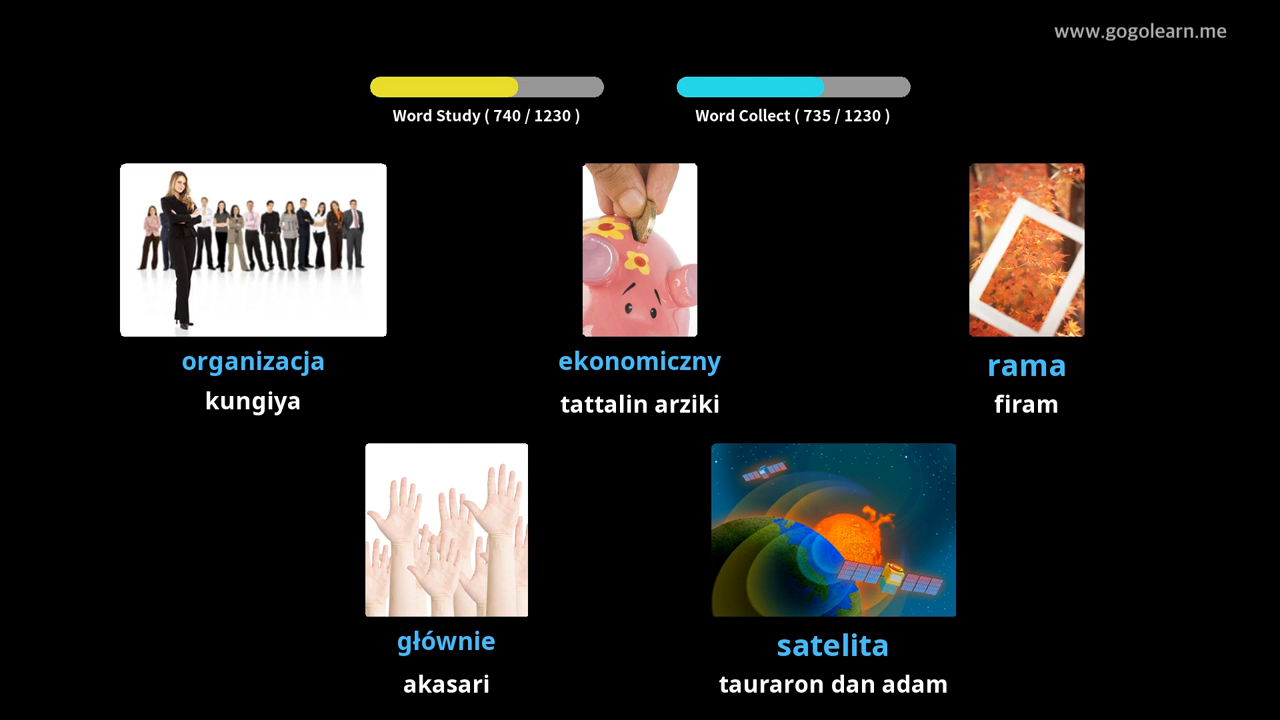 www.gogolearn.me
Word Study ( 740 / 1230 )
Word Collect ( 735 / 1230 )
organizacja
kungiya
ekonomiczny
tattalin arziki
rama
firam
głównie
akasari
satelita
tauraron dan adam